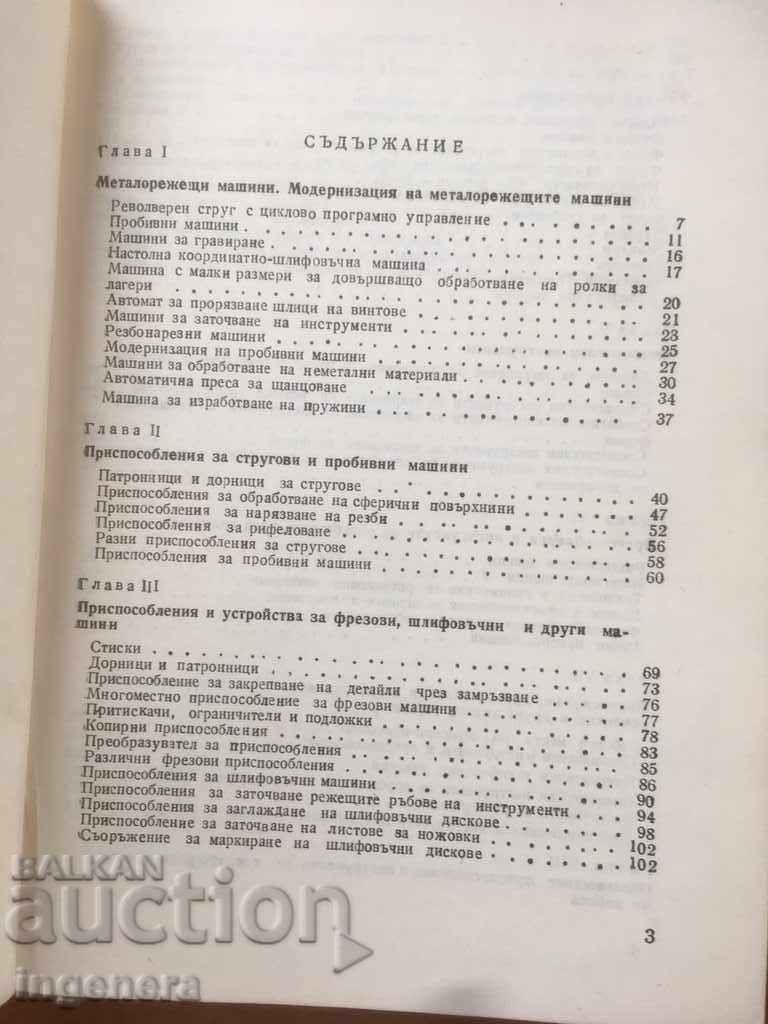 СЪДЪРЖАНИЕ
Глава I
Металорежещи машини. Модернизация на металорежещите машини
Револверен струг с циклово програмно управление . . . . . . . . 7
Пробивни машини . . . . . . . . . . . . . . . 11
Машини за гравиране . . . . . . . . . . . . . . . 16
Настолна координатно-шлифовъчна машина . . . . . . . . . 17
Машина с малки размери за довършващо обработване на ролки за
лагери . . . . . . . . . . . . . . . . . 20
Автомат за прорязване шлици на винтове . . . . . . . . . 21
Машини за заточване на инструменти . . . . . . . . . . 23
Резбонарезни машини . . . . . . . . . . . . . . 25
Модернизация на пробивни машини . . . . . . . . . . 27
Машини за обработване на неметални материали . . . . . . . . 30
Автоматична преса за щанцоване . . . . . . . . . . . 34
Машина за изработване на пружини . . . . . . . . . . 37
Глава II
Приспособления за стругови и пробивни машини
Патронници и дорници за стругове . . . . . . . . . . 40
Приспособления за обработване на сферични повърхнини . . . . . . 47
Приспособления за нарязване на резби . . . . . . . . . 52
Приспособления за рифеловане . . . . . . . . . . . 56
Разни приспособления за стругове . . . . . . . . . . 58
Приспособления за пробивни машини . . . . . . . . . . 60
Глава III
Приспособления и устройства за фрезови, шлифовъчни и други ма-
шини
Стиски . . . . . . . . . . . . . . . . . 69
Дорници и патронници . . . . . . . . . . . . . . 73
Приспособление за закрепване на детайли чрез замръзване . . . . . . 76
Многоместно приспособление за фрезови машини . . . . . . . . 77
Притискачи, ограничители и подложки . . . . . . . . . . 78
Копирни приспособления . . . . . . . . . . . . . 83
Преобразувател за приспособления . . . . . . . . . . 85
Различни фрезови приспособления . . . . . . . . . . . 86
Приспособления за шлифовъчни машини . . . . . . . . . 90
Приспособления за заточване режещите ръбове на инструменти . . . . 94
Приспособления за заглаждане на шлифовъчни дискове . . . . . . 98
Приспособление за заточване на листове за ножовки . . . . . . . 102
Съоръжение за маркиране на шлифовъчни дискове . . . . . . . 102
3
BALKAN
auction
ingenera